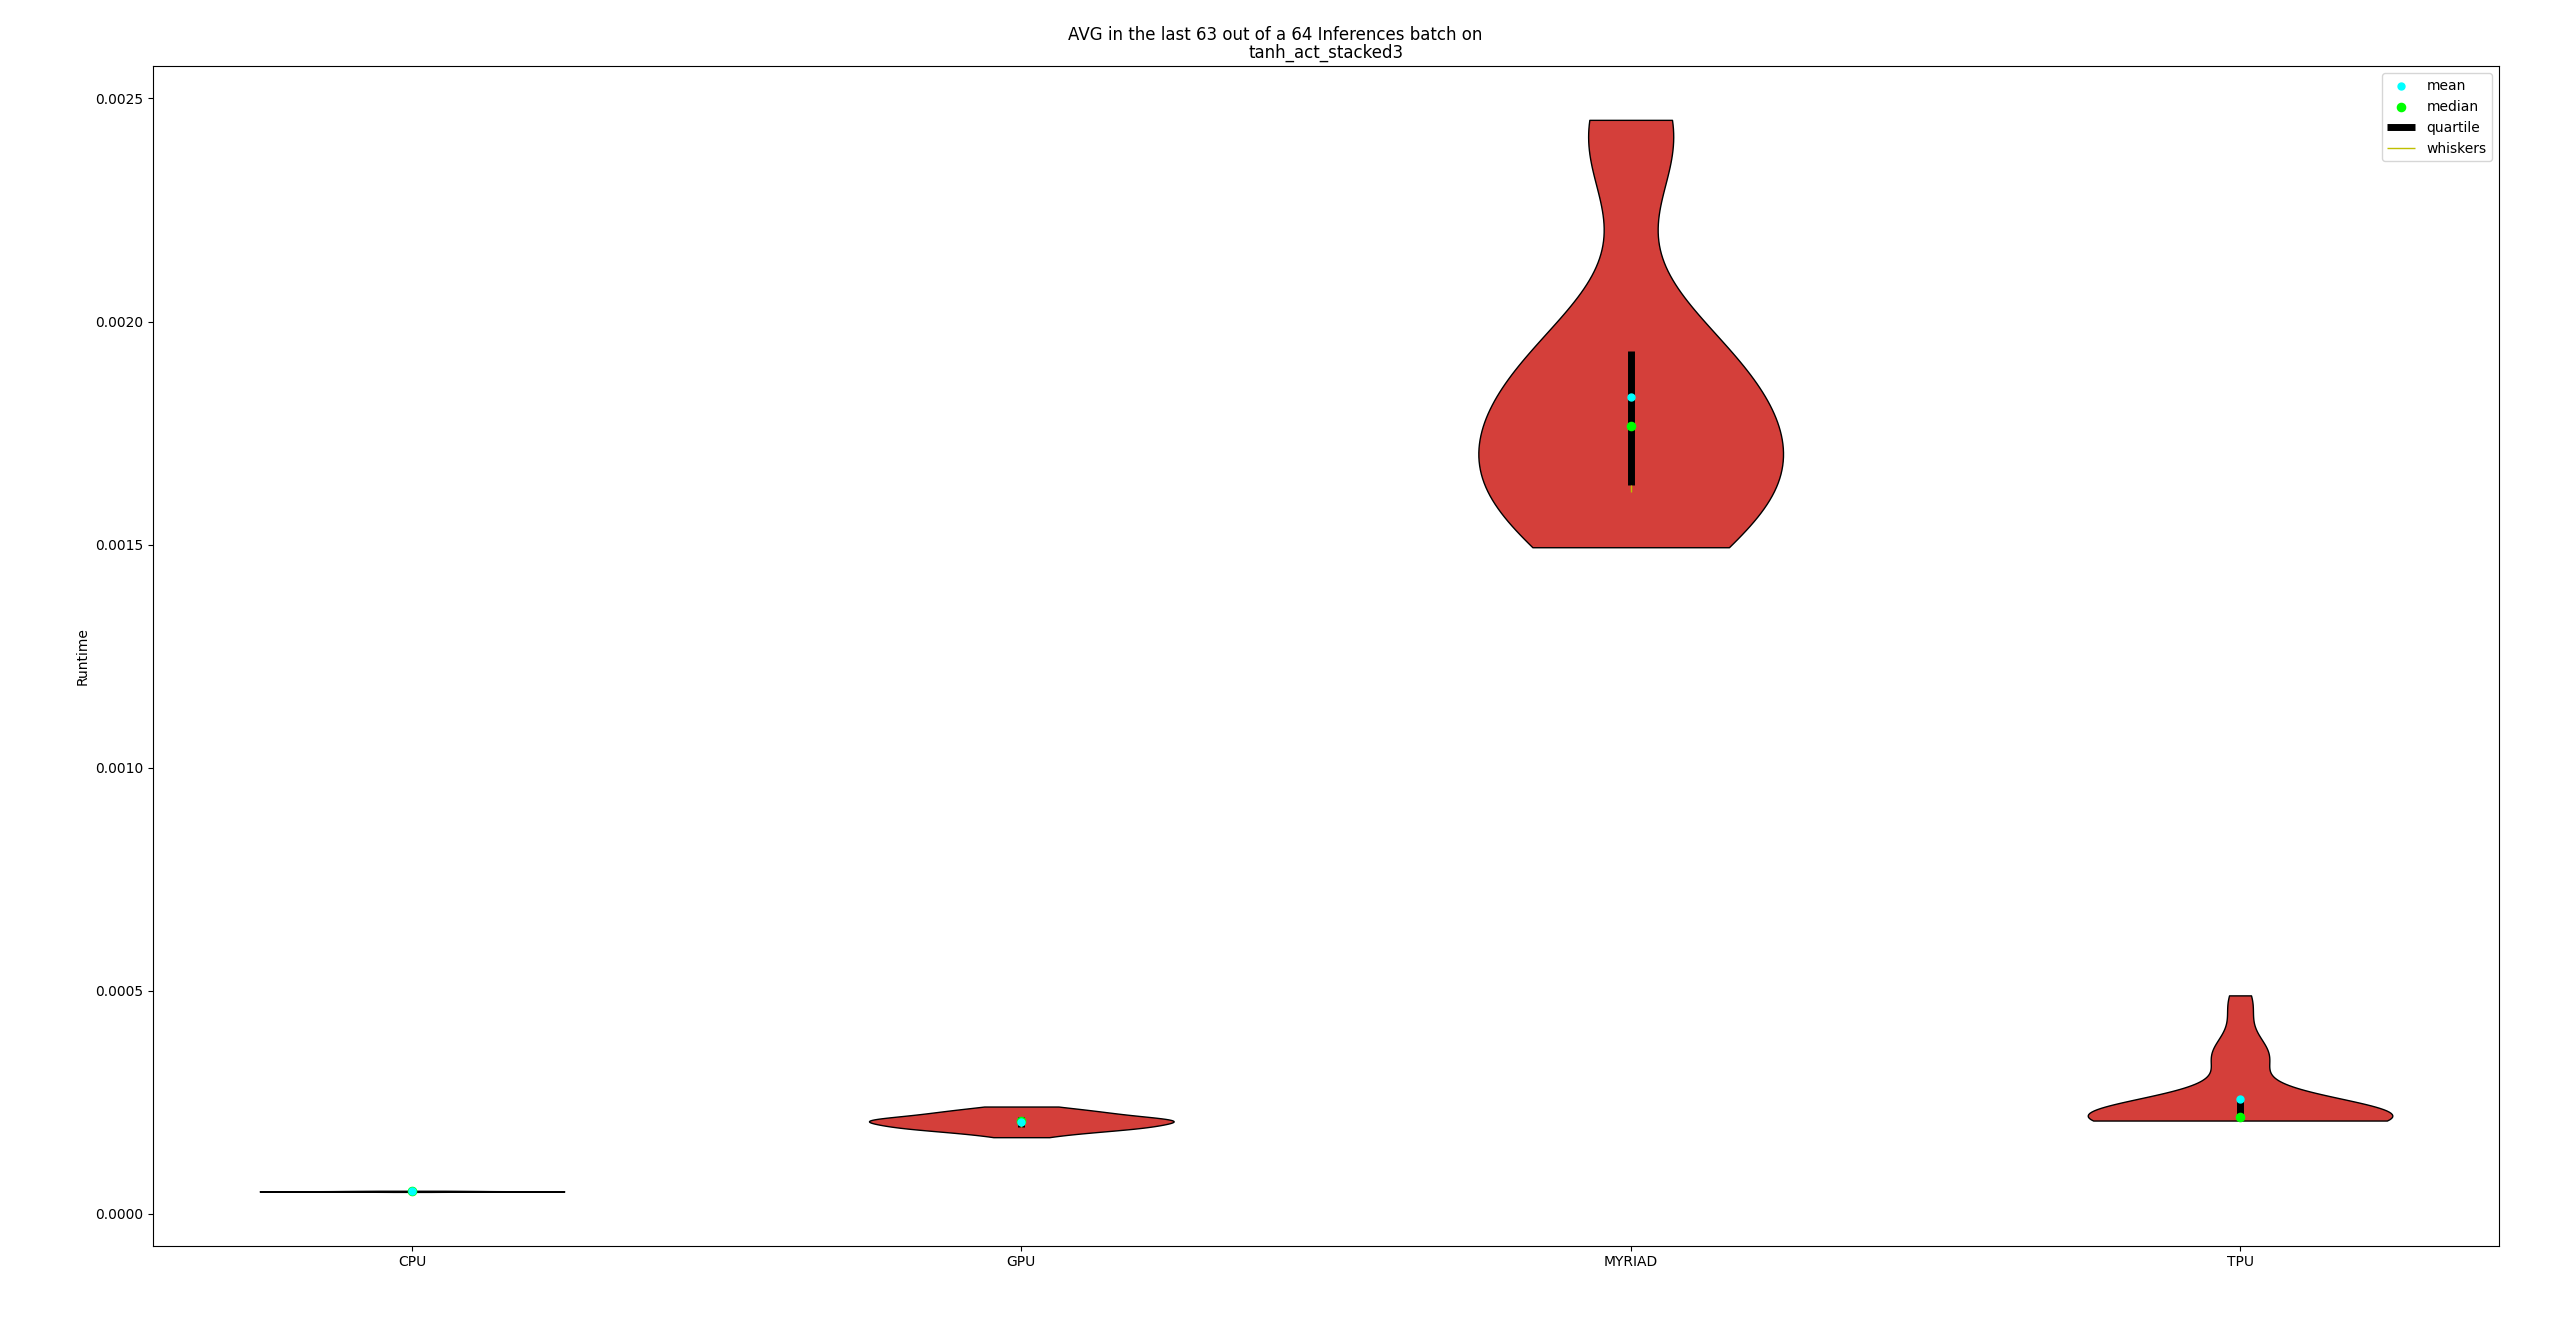 AVG in the last 63 out of a 64 Inferences batch on
tanh_act_stacked3
mean
median
quartile
whiskers
0.0025
0.0020
0.0015
0.0010
0.0005
0.0000
Runtime
CPU
GPU
MYRIAD
TPU